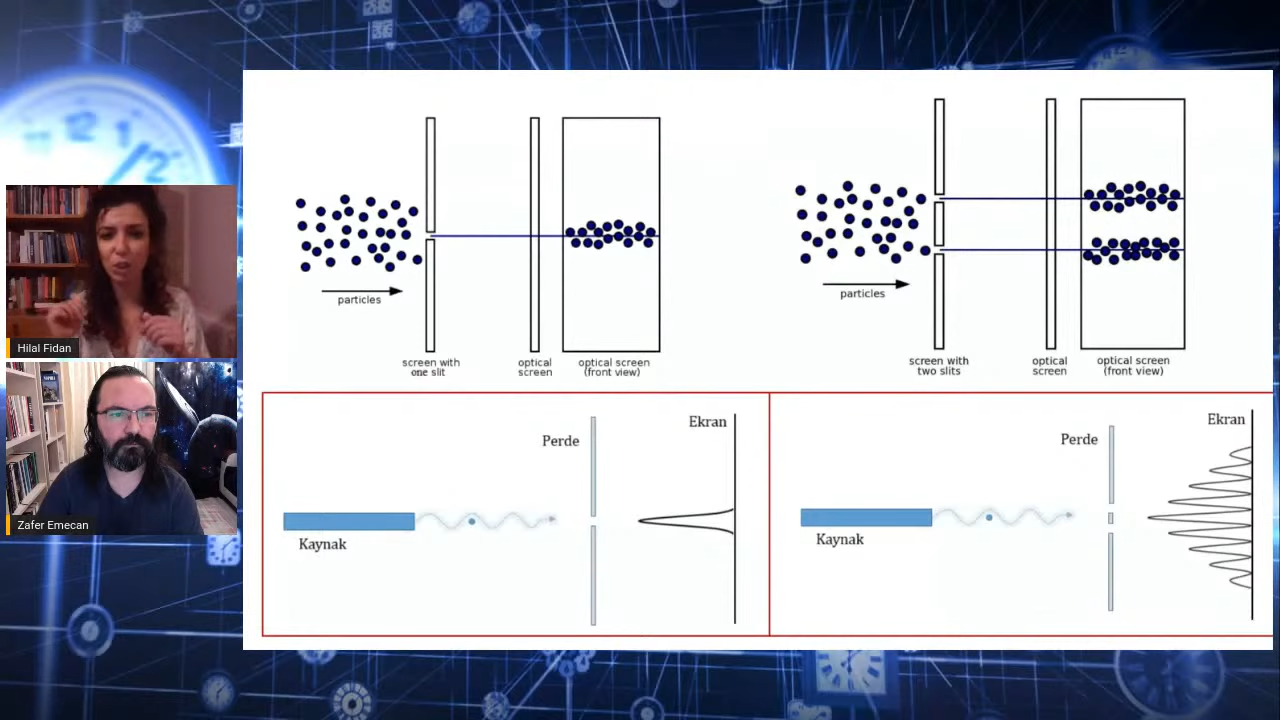 particles
screen with
one slit
optical
screen
optical screen
(front view)
particles
screen with
two slits
optical
screen
optical screen
(front view)
Hilal Fidan
Zafer Emecan
Perde
Ekran
Kaynak
Perde
Ekran
Kaynak